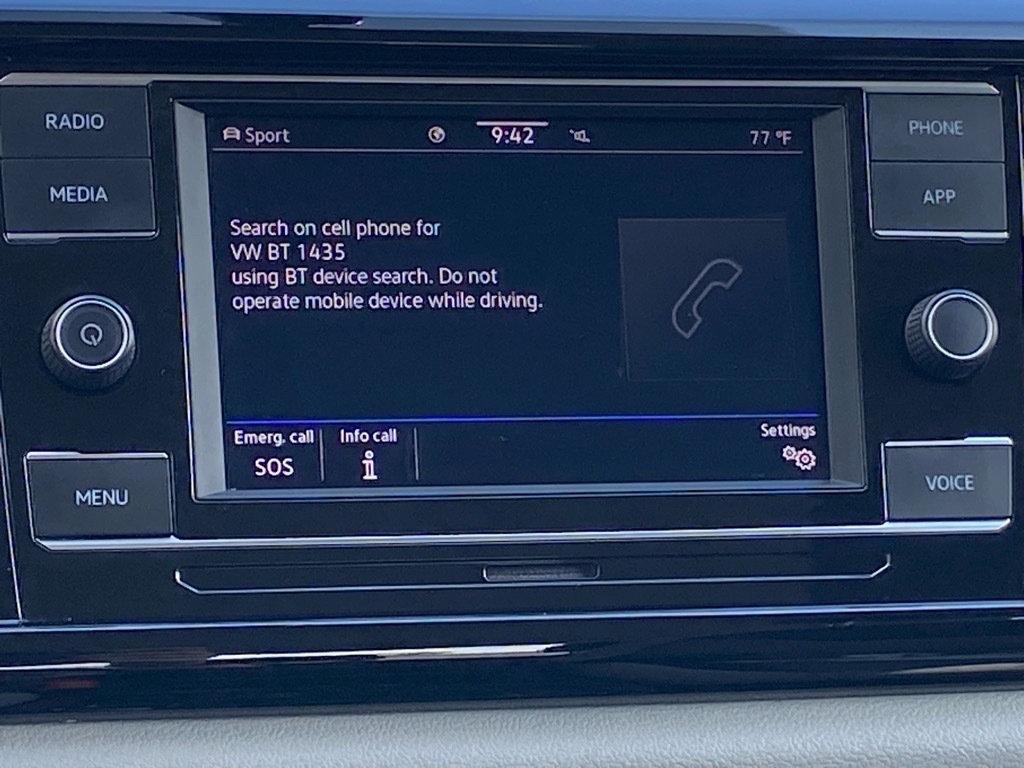 RADIO
MEDIA
MENU
Sport
9:42
77 °F
Search on cell phone for
VW BT 1435
using BT device search. Do not
operate mobile device while driving.
Emerg. call
SOS
Info call
i
Settings
PHONE
APP
VOICE